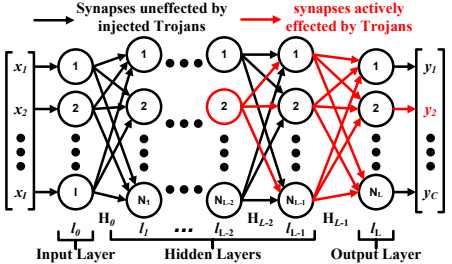 Synapses uneffected by injected Trojans
synapses actively effected by Trojans
x1 1 1 1 1 1 y1
x2 2 2 2 2 2 y2
xI I N1 NL-2 NL-1 NL yC
H0 HL-2 HL-1
l0 l1 ... lL-2 lL-1 lL
Input Layer Hidden Layers Output Layer